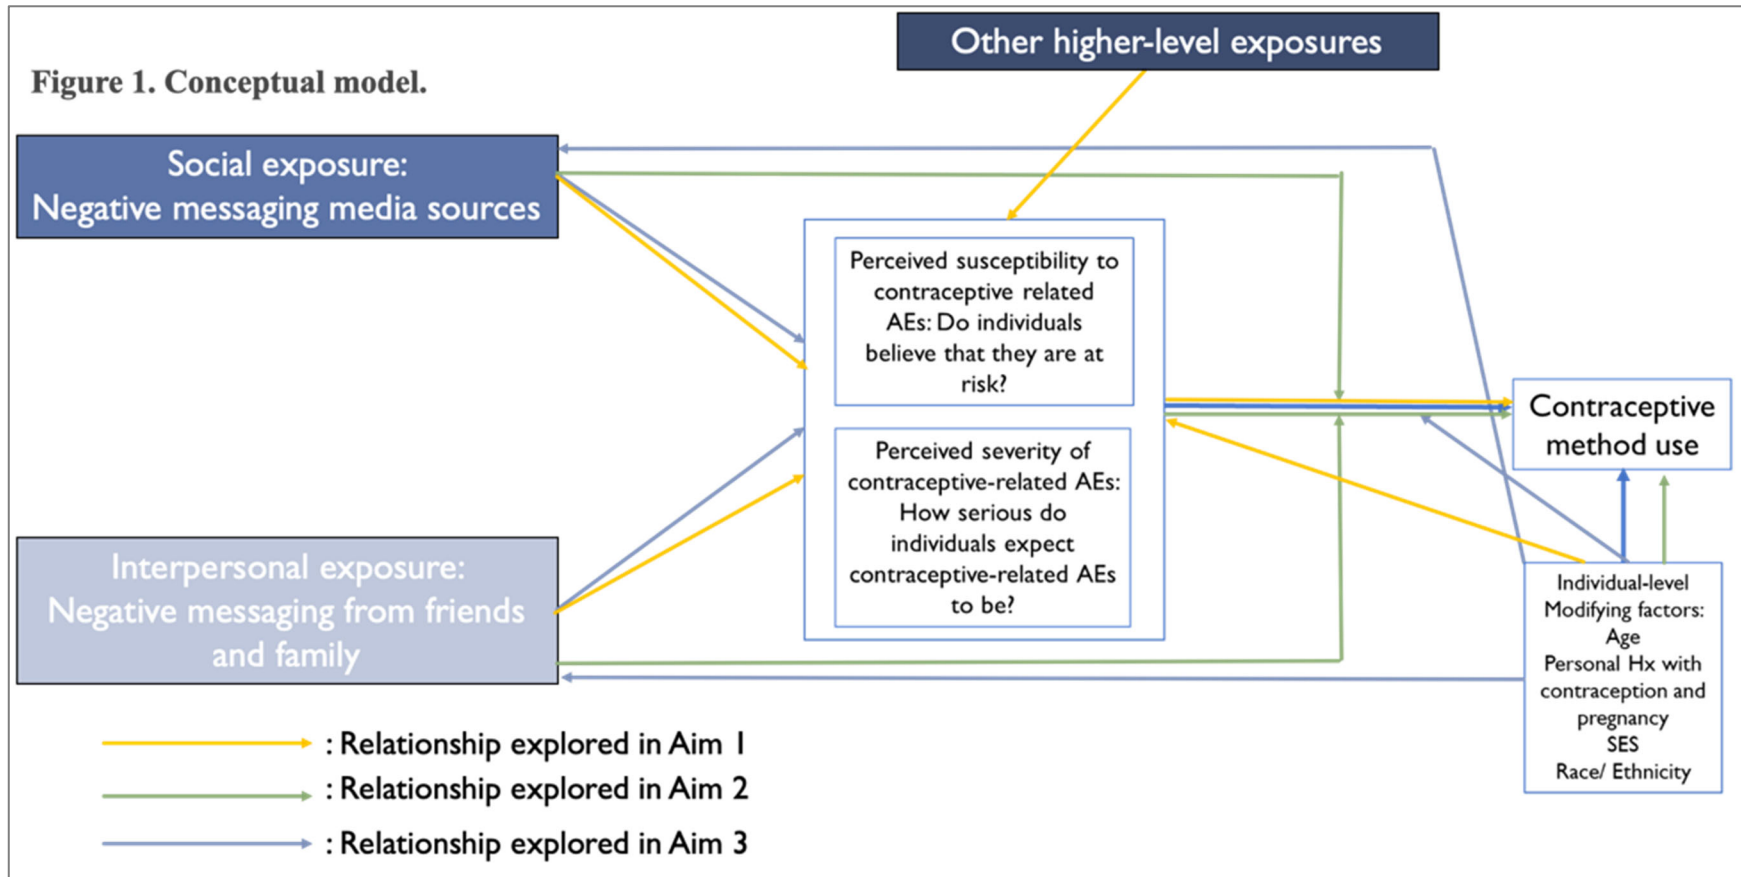 Other higher-level exposures
Figure 1. Conceptual model.
Social exposure:
Negative messaging media sources
Perceived susceptibility to
contraceptive related
AEs: Do individuals
believe that they are at
risk?
Contraceptive
method use
Perceived severity of
contraceptive-related AEs:
How serious do
individuals expect
contraceptive-related AEs
to be?
Interpersonal exposure:
Negative messaging from friends
and family
Individual-level
Modifying factors:
Age
Personal Hx with
contraception and
pregnancy
SES
Race/ Ethnicity
: Relationship explored in Aim 1
: Relationship explored in Aim 2
: Relationship explored in Aim 3